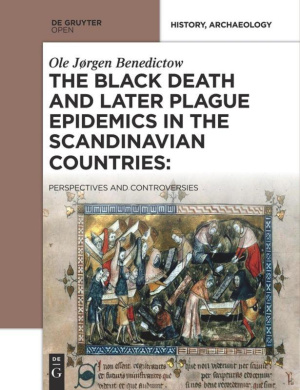 DE GRUYTER
OPEN
HISTORY, ARCHAEOLOGY
Ole Jørgen Benedictow
THE BLACK DEATH
AND LATER PLAGUE
EPIDEMICS IN THE
SCANDINAVIAN
COUNTRIES:
PERSPECTIVES AND CONTROVERSIES
DE
G